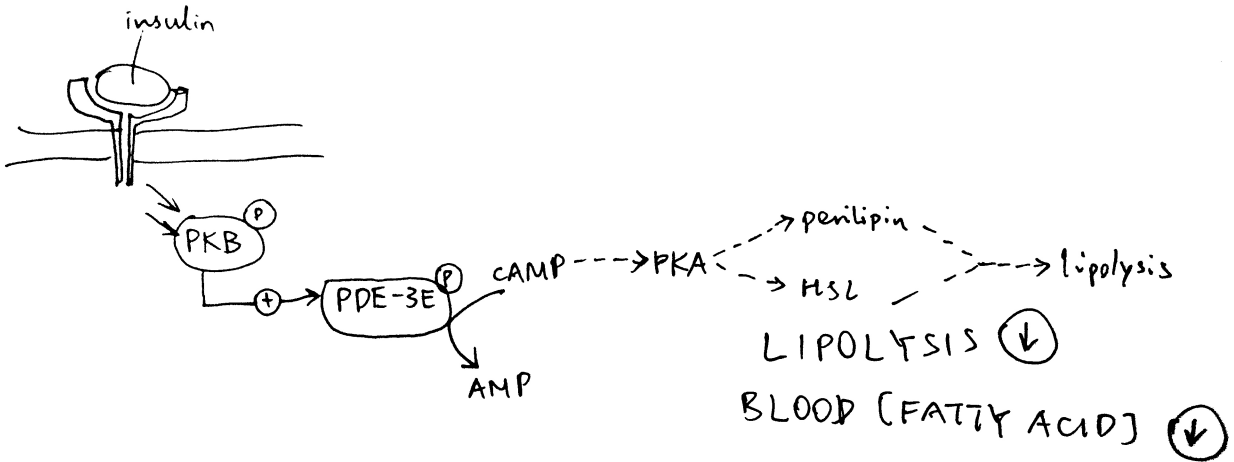 insulin
P
PKB
+
PDE-3E
P
cAMP
AMP
PKA
perilipin
HSL
lipolysis
LIPOLYSIS ↓
BLOOD [FATTY ACID] ↓